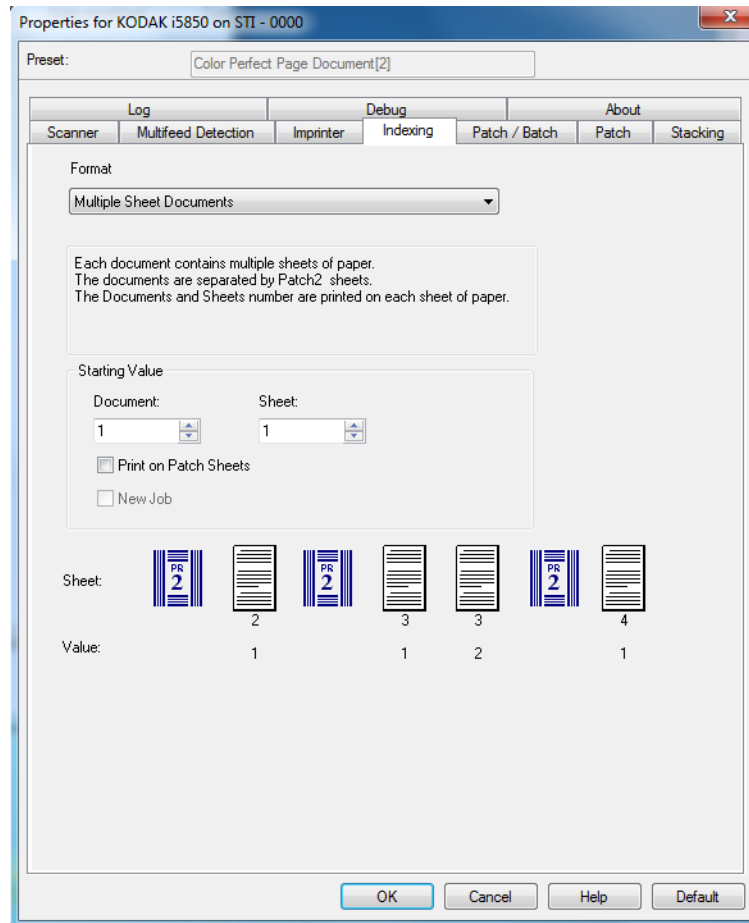 Properties for KODAK i5850 on STI - 0000
Preset: Color Perfect Page Document[2]
Log Debug About
Scanner Multifeed Detection Imprinter Indexing Patch / Batch Patch Stacking
Format
Multiple Sheet Documents
Each document contains multiple sheets of paper.
The documents are separated by Patch2 sheets.
The Documents and Sheets number are printed on each sheet of paper.
Starting Value
Document: Sheet:
1 1
Print on Patch Sheets
New Job
PR PR PR
Sheet: 2 2 2
2 3 3 4
Value: 1 1 2 1
OK Cancel Help Default